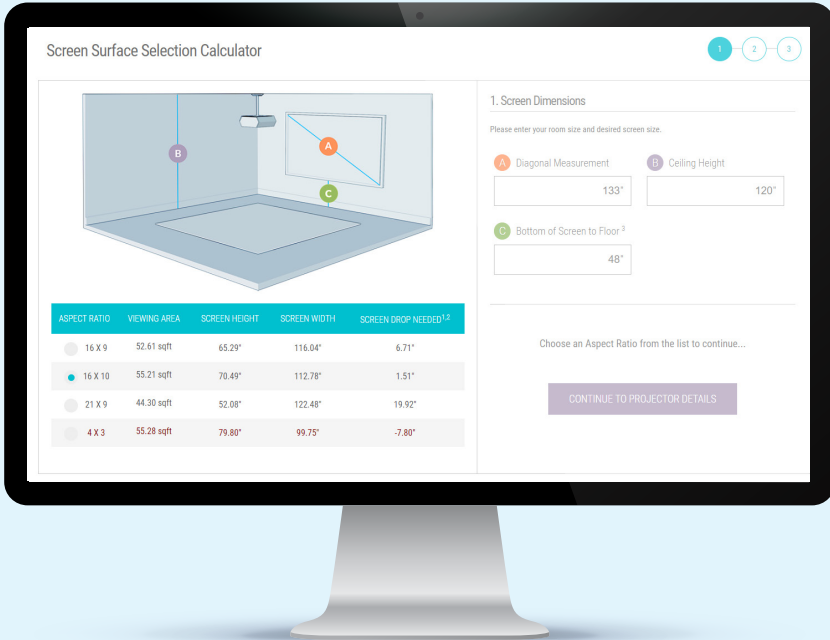 Screen Surface Selection Calculator
1 2 3
B
A
C
ASPECT RATIO VIEWING AREA SCREEN HEIGHT SCREEN WIDTH SCREEN DROP NEEDED1,2
16 X 9 52.61 sqft 65.29" 116.04" 6.71"
16 X 10 55.21 sqft 70.49" 112.78" 1.51"
21 X 9 44.30 sqft 52.08" 122.48" 19.92"
4 X 3 55.28 sqft 79.80" 99.75" -7.80"
1. Screen Dimensions
Please enter your room size and desired screen size.
A Diagonal Measurement
133"
B Ceiling Height
120"
C Bottom of Screen to Floor 3
48"
Choose an Aspect Ratio from the list to continue...
CONTINUE TO PROJECTOR DETAILS